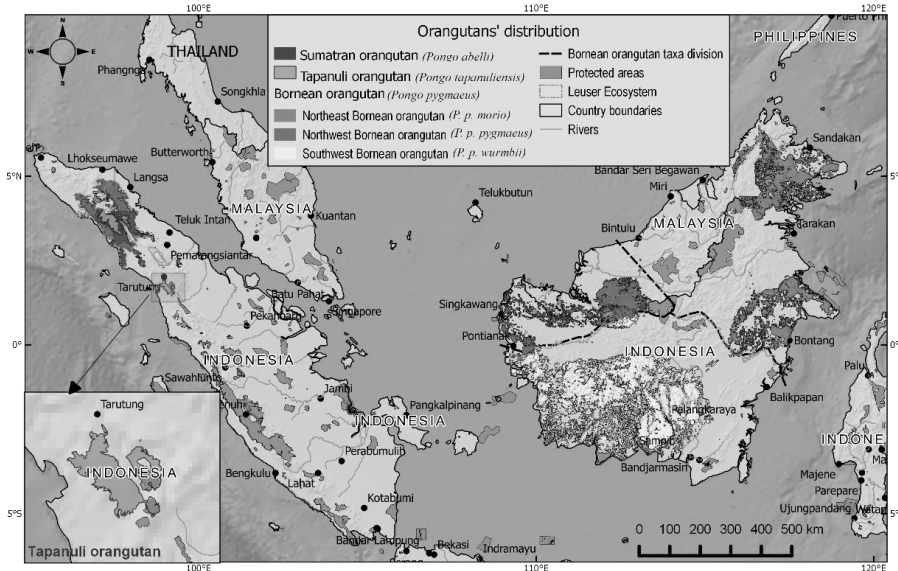 100°E
110°E
120°E
Orangutans' distribution
Sumatran orangutan (Pongo abelli)
Tapanuli orangutan (Pongo tapanuliensis)
Bornean orangutan (Pongo pygmaeus)
Northeast Bornean orangutan (P. p. morio)
Northwest Bornean orangutan (P. p. pygmaeus)
Southwest Bornean orangutan (P. p. wurmbii)
Bornean orangutan taxa division
Protected areas
Leuser Ecosystem
Country boundaries
Rivers
N
W
E
S
THAILAND
PHILIPPINES
Phangnga
Songkhla
Butterworth
Lhokseumawe
Langsa
5°N
5°N
MALAYSIA
Kuantan
Teluk Intan
Pematangsiantar
Tarutung
Batu Pahat
Singapore
Pekanbaru
Telukbutun
Sandakan
Bandar Seri Begawan
Miri
MALAYSIA
Bintulu
Tarakan
Singkawang
Pontianak
0°
0°
INDONESIA
INDONESIA
Bontang
Balikpapan
Palu
Sawahlunto
Jambi
Pangkalpinang
INDONESIA
Palangkaraya
Sampit
Bandjarmasin
Perabumulih
Bengkulu
Lahat
Kotabumi
Bandar Lampung
Bekasi
Indramayu
Majene
Parepare
Ujungpandang
5°S
5°S
Tarutung
INDONESIA
Tapanuli orangutan
0 100 200 300 400 500 km
100°E
110°E
120°E